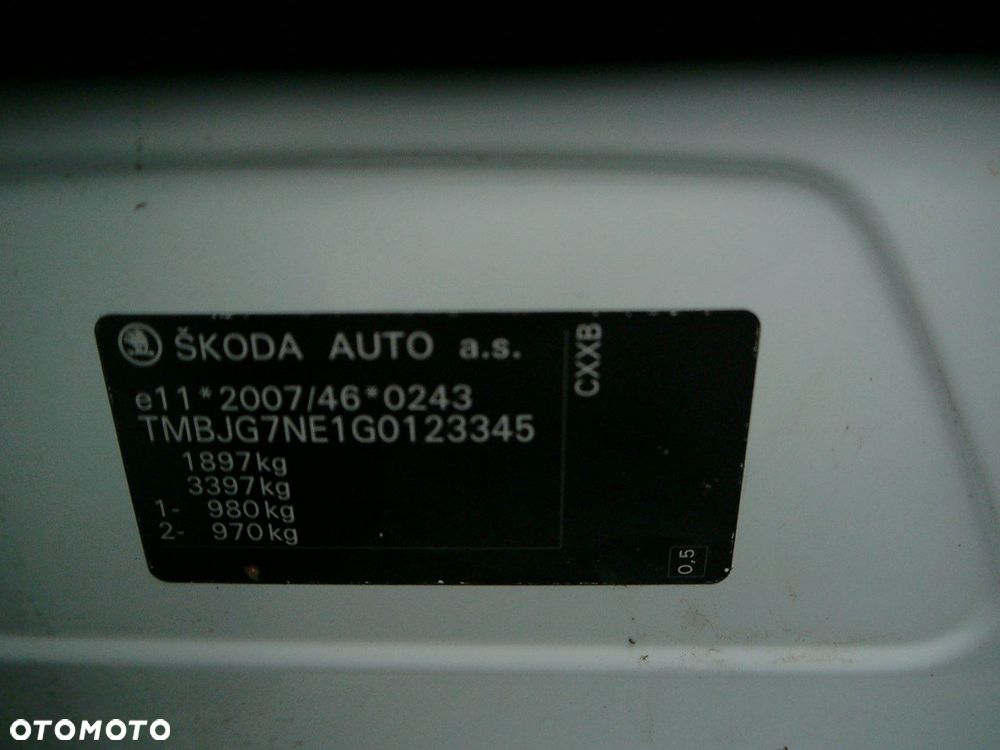 ŠKODA AUTO a.s.
e11*2007/46*0243
TMBJG7NE1G0123345
1897kg
3397kg
1- 980kg
2- 970kg
CXXB
0,5
OTOMOTO